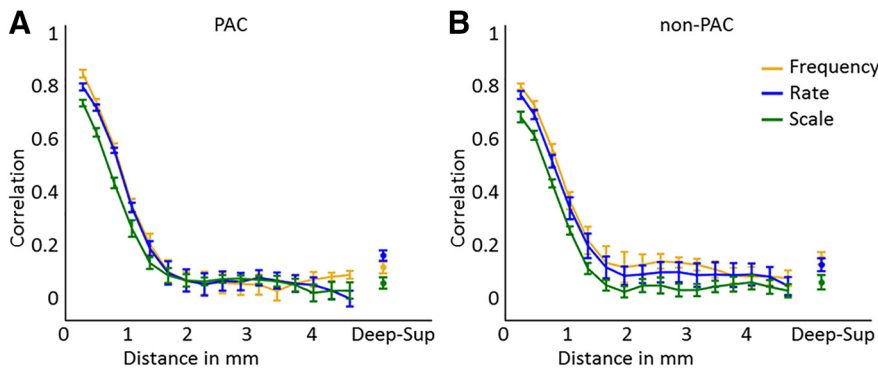 A
PAC
Correlation
1
0.8
0.6
0.4
0.2
0
0 1 2 3 4 Deep-Sup
Distance in mm
B
non-PAC
Correlation
1
0.8
0.6
0.4
0.2
0
0 1 2 3 4 Deep-Sup
Distance in mm
Frequency
Rate
Scale